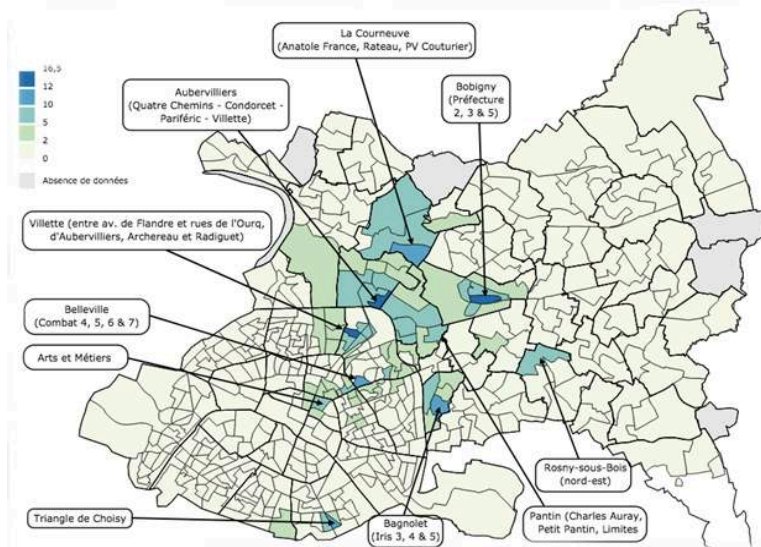 La Courneuve
(Anatole France, Rateau, PV Couturier)
16,5
12
10
5
2
0
Absence de données
Aubervilliers
(Quatre Chemins - Condorcet -
Pariféric - Villette)
Bobigny
(Préfecture
2, 3 & 5)
Villette (entre av. de Flandre et rues de l'Ourq,
d'Aubervilliers, Archereau et Radiguet)
Belleville
(Combat 4, 5, 6 & 7)
Arts et Métiers
Triangle de Choisy
Bagnolet
(Iris 3, 4 & 5)
Rosny-sous-Bois
(nord-est)
Pantin (Charles Auray,
Petit Pantin, Limites